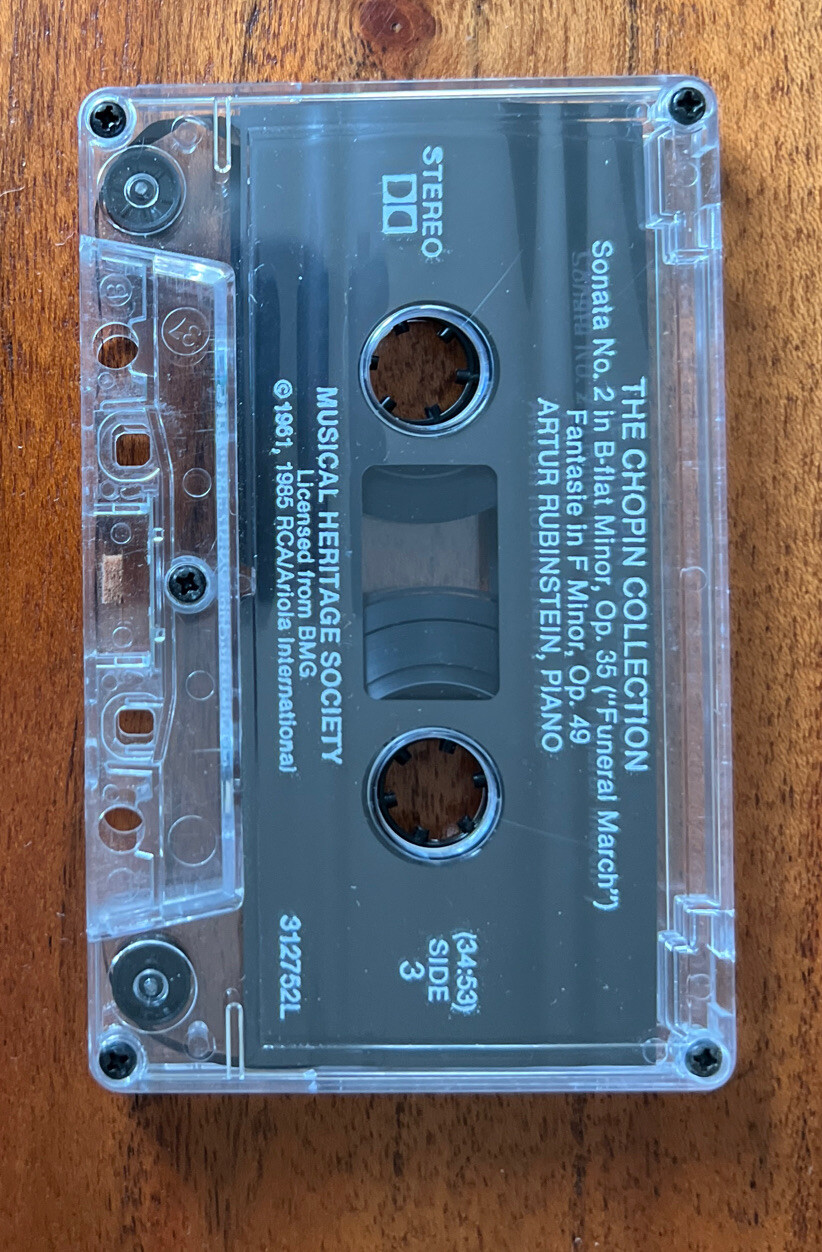 THE CHOPIN COLLECTION
Sonata No. 2 in B-flat Minor, Op. 35 (“Funeral March”)
Fantasie in F Minor, Op. 49
ARTUR RUBINSTEIN, PIANO
STEREO
(34:53)
SIDE
3
MUSICAL HERITAGE SOCIETY
Licensed from BMG
©1961, 1985 RCA/Ariola International
312752L